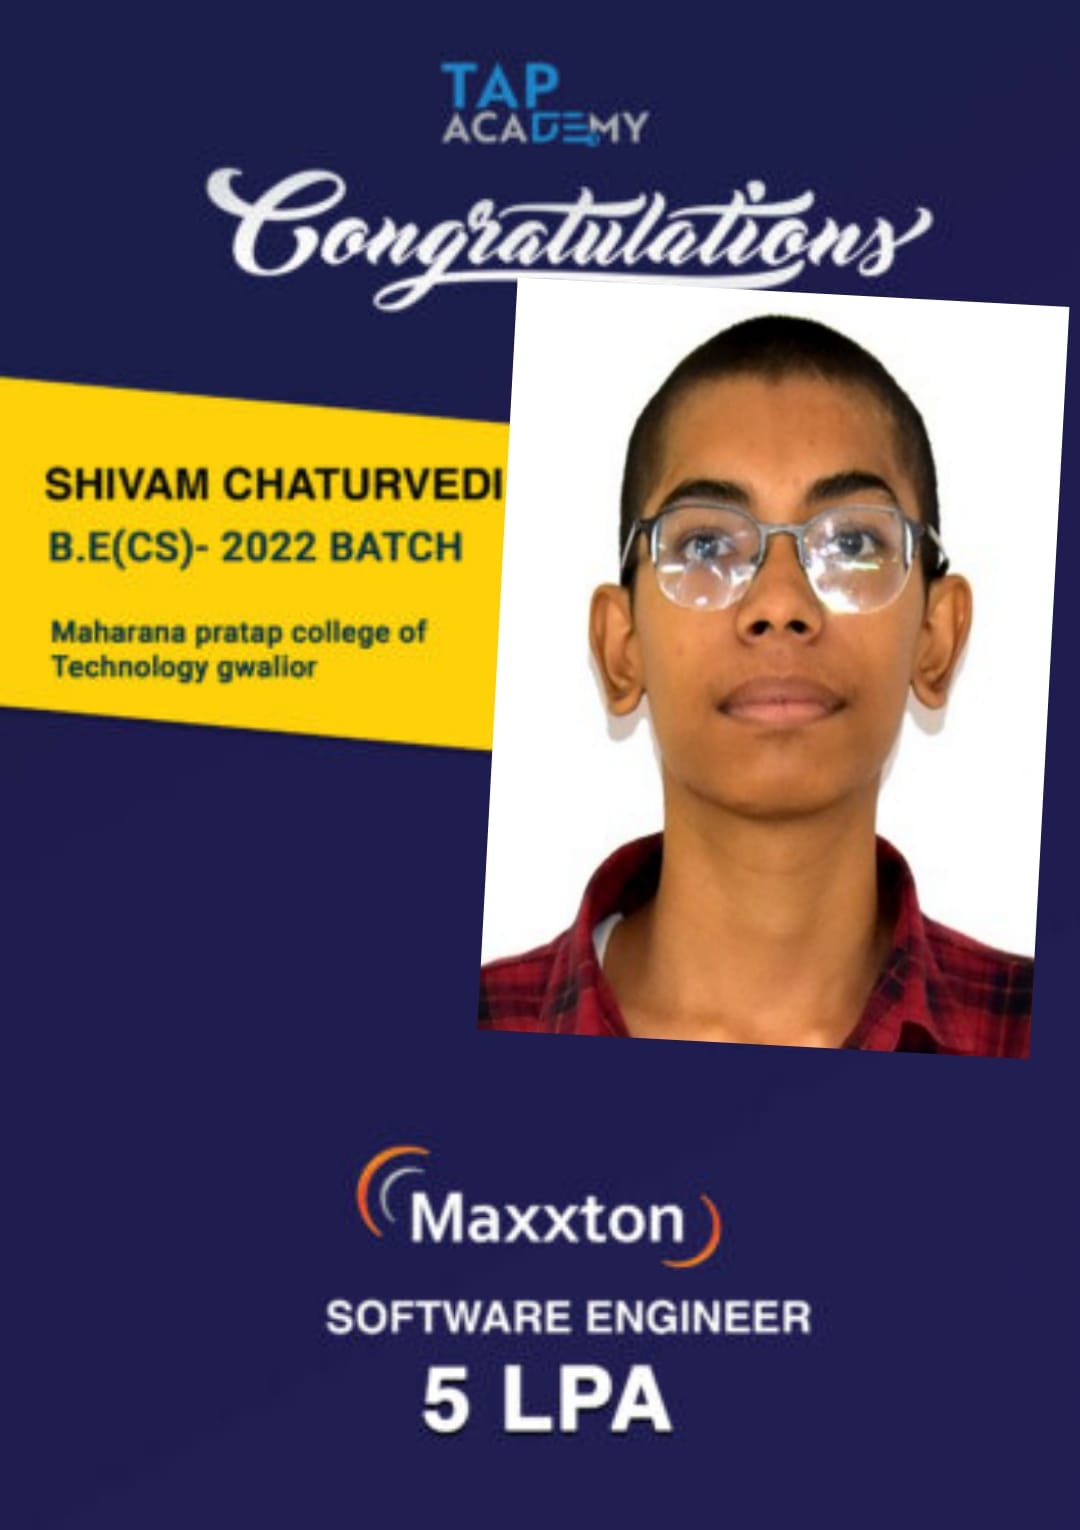 TAP
ACADEMY
Congratulations
SHIVAM CHATURVEDI
B.E(CS)- 2022 BATCH
Maharana pratap college of
Technology gwalior
Maxxton
SOFTWARE ENGINEER
5 LPA